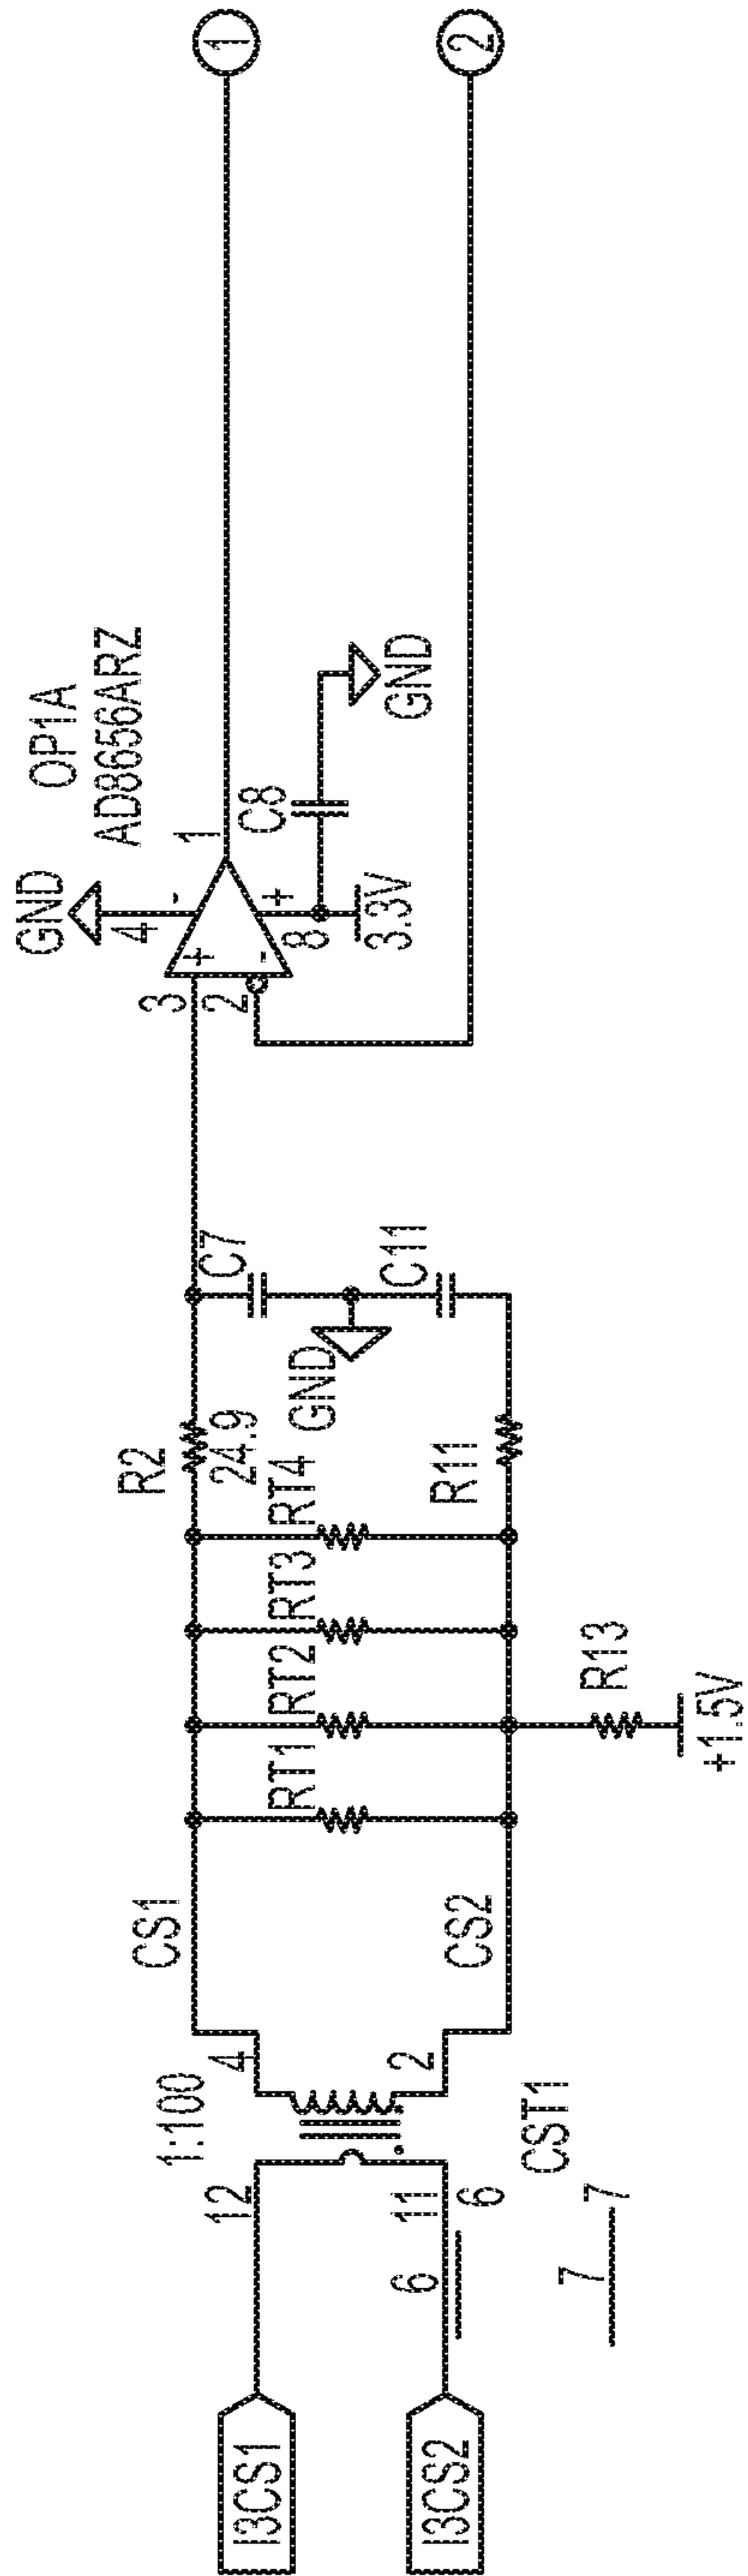 I3CS1
I3CS2
12
11
6
6
7
7
1:100
CST1
4
2
CS1
CS2
RT1
RT2
RT3
RT4
R13
+1.5V
R2
24.9
R11
C7
GND
C11
3
2
+
-
GND
4
-
8
+
3.3V
OP1A
AD8656ARZ
1
C8
GND
1
2